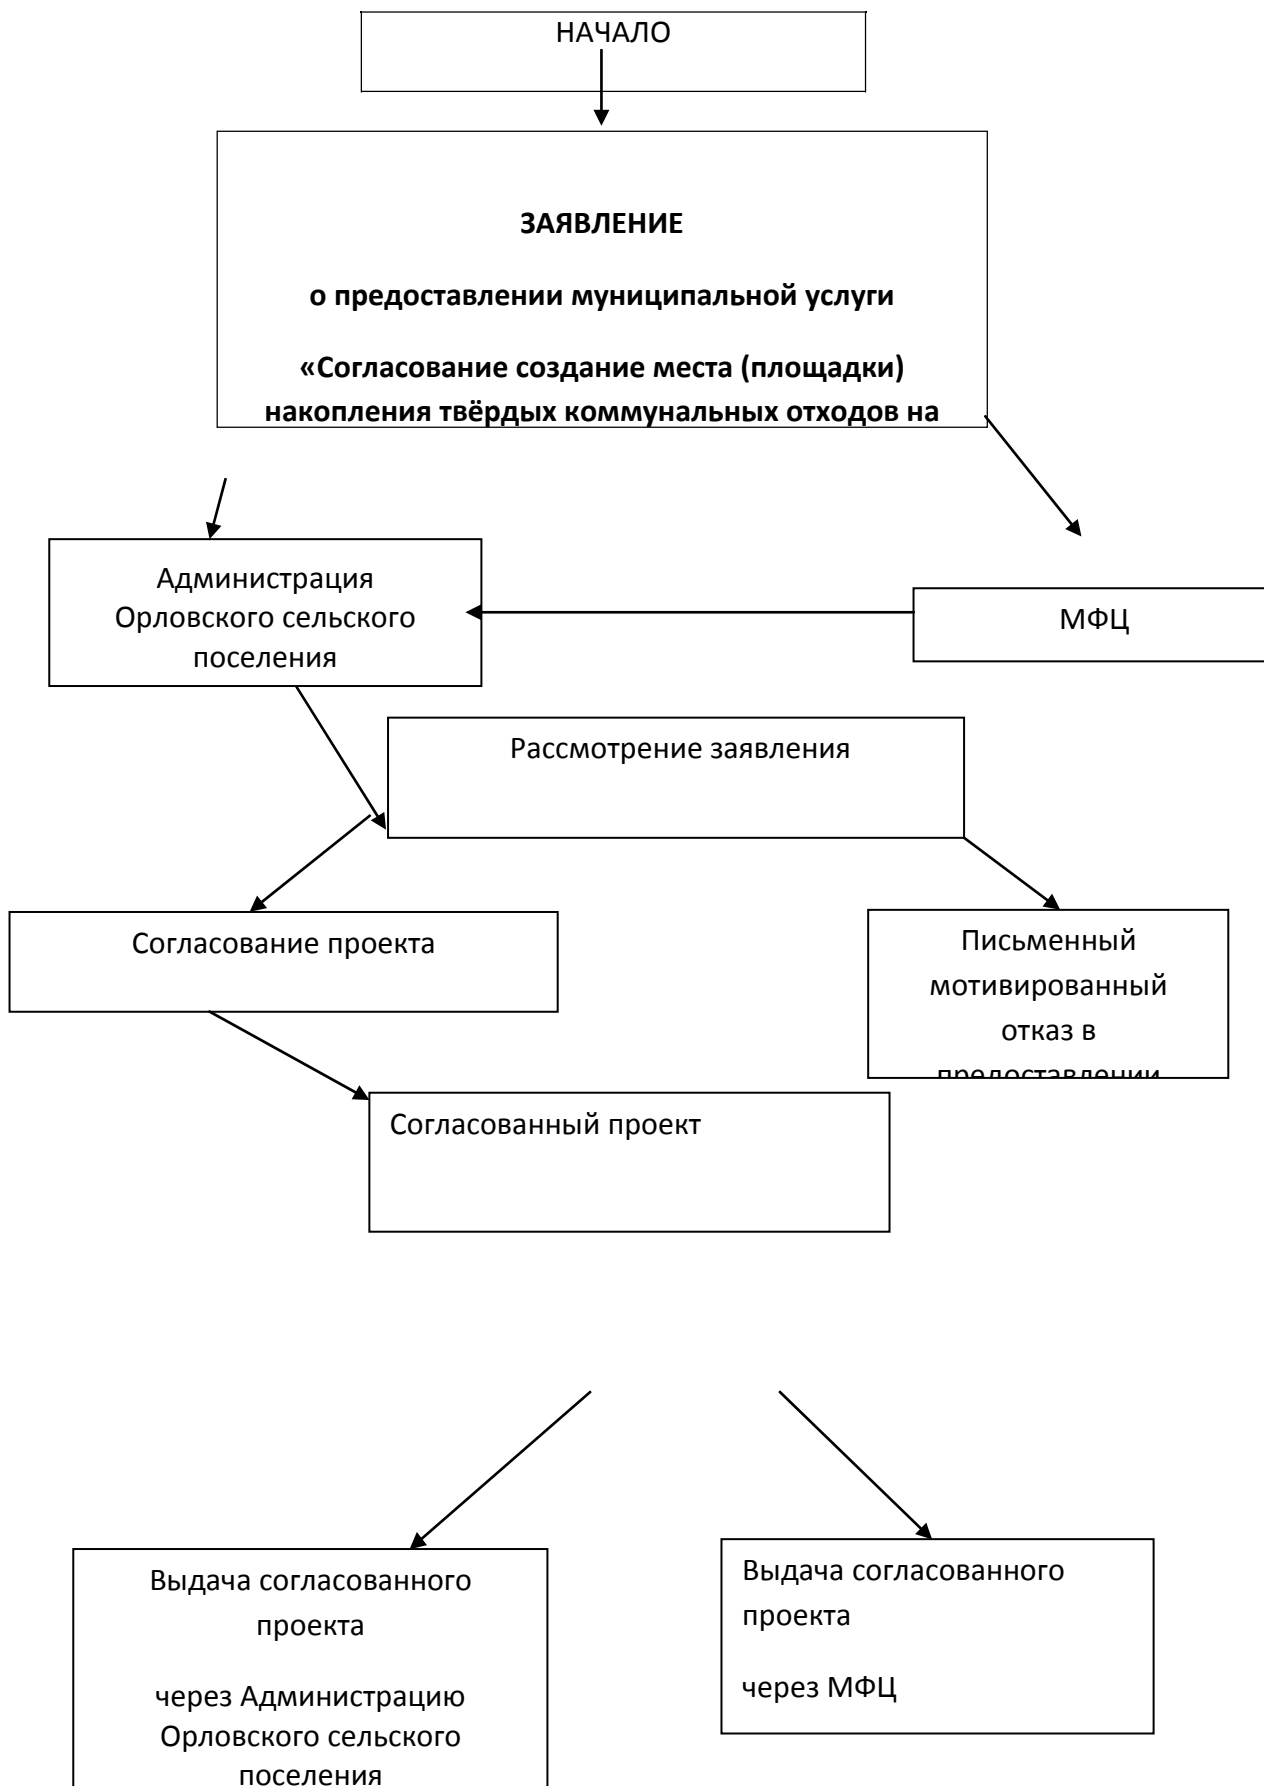 НАЧАЛО
ЗАЯВЛЕНИЕ
о предоставлении муниципальной услуги
«Согласование создание места (площадки)
накопления твёрдых коммунальных отходов на
Администрация
Орловского сельского
поселения
МФЦ
Рассмотрение заявления
Согласование проекта
Письменный
мотивированный
отказ в
предоставлении
Согласованный проект
Выдача согласованного
проекта
через Администрацию
Орловского сельского
поселения
Выдача согласованного
проекта
через МФЦ